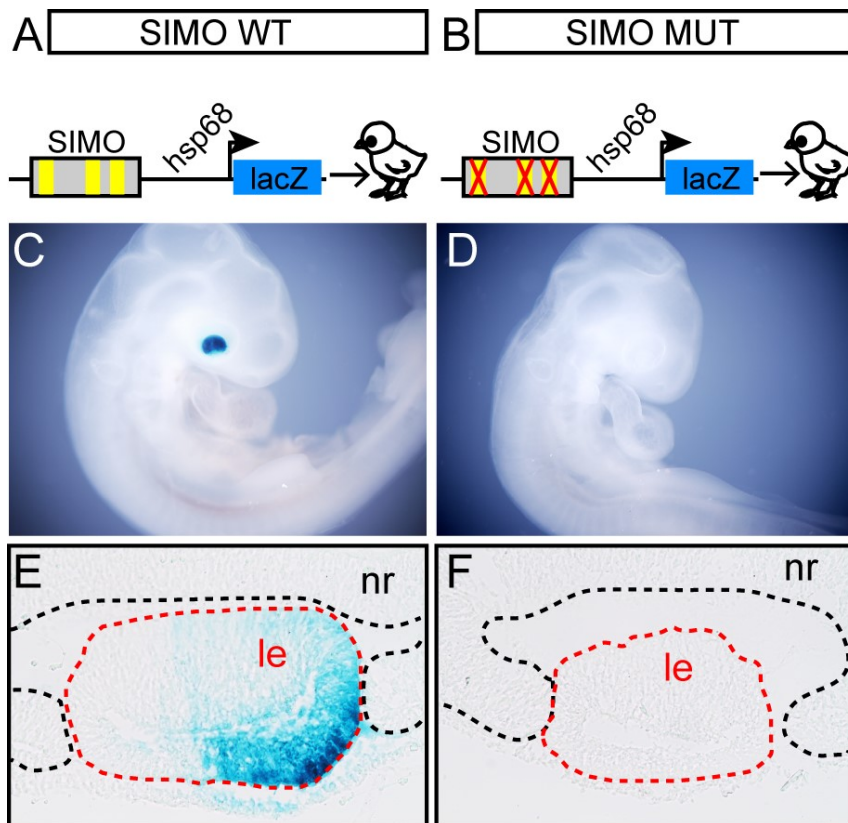 A SIMO WT
B SIMO MUT
SIMO hsp68 lacZ
SIMO hsp68 lacZ
C
D
E nr
le
F nr
le